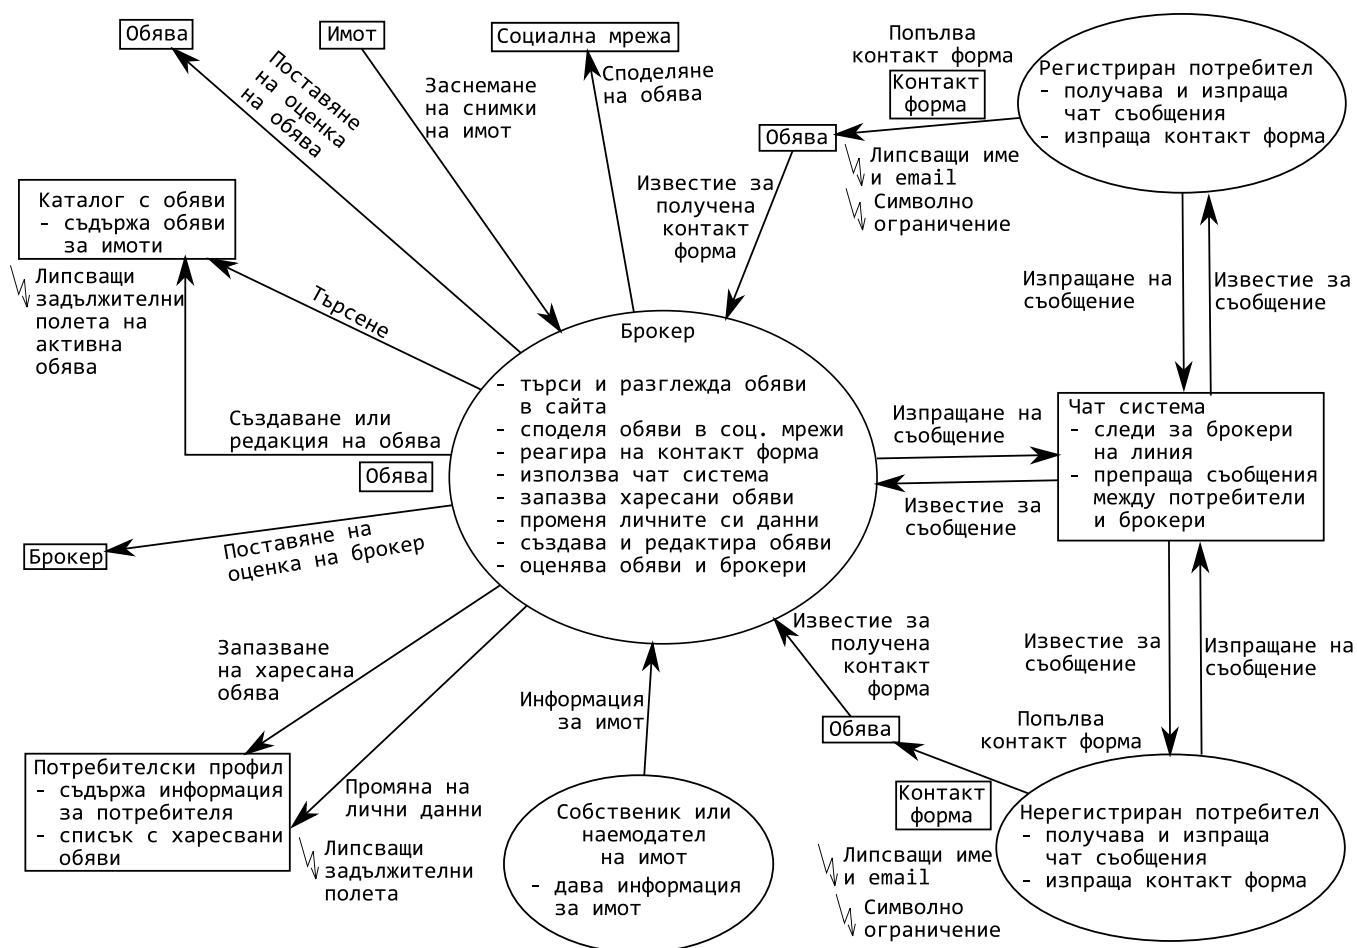 Обява
Имот
Социална мрежа
Поставяне
на оценка
на обява
Заснемане
на снимки
на имот
Споделяне
на обява
Попълва
контакт форма
Контакт
форма
Обява
Липсващи име
и email
Символно
ограничение
Регистриран потребител
- получава и изпраща
чат съобщения
- изпраща контакт форма
Известие за
получена
контакт
форма
Каталог с обяви
- съдържа обяви
за имоти
Липсващи
задължителни
полета на
активна
обява
Търсене
Създаване или
редакция на обява
Обява
Изпращане на
съобщение
Известие за
съобщение
Брокер
- търси и разглежда обяви
в сайта
- споделя обяви в соц. мрежи
- реагира на контакт форма
- използва чат система
- запазва харесани обяви
- променя личните си данни
- създава и редактира обяви
- оценява обяви и брокери
Изпращане на
съобщение
Известие за
съобщение
Чат система
- следи за брокери
на линия
- препраща съобщения
между потребители
и брокери
Брокер
Поставяне на
оценка на брокер
Запазване
на харесана
обява
Информация
за имот
Известие за
получена
контакт
форма
Известие за
съобщение
Изпращане на
съобщение
Обява
Попълва
контакт форма
Контакт
форма
Липсващи име
и email
Символно
ограничение
Потребителски профил
- съдържа информация
за потребителя
- списък с харесвани
обяви
Промяна на
лични данни
Липсващи
задължителни
полета
Собственик или
наемодател
на имот
- дава информация
за имот
Нерегистриран потребител
- получава и изпраща
чат съобщения
- изпраща контакт форма